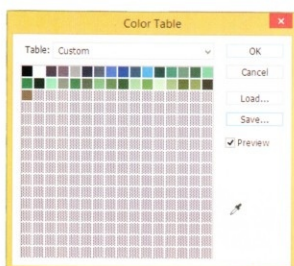 Color Table
Table: Custom
OK
Cancel
Load...
Save...
Preview